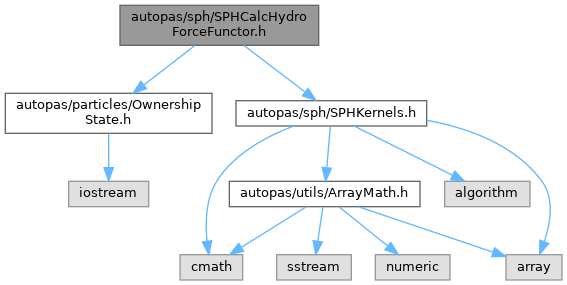 autopas/sph/SPHCalcHydro
ForceFunctor.h
autopas/particles/Ownership
State.h
autopas/sph/SPHKernels.h
iostream
autopas/utils/ArrayMath.h
algorithm
cmath
sstream
numeric
array